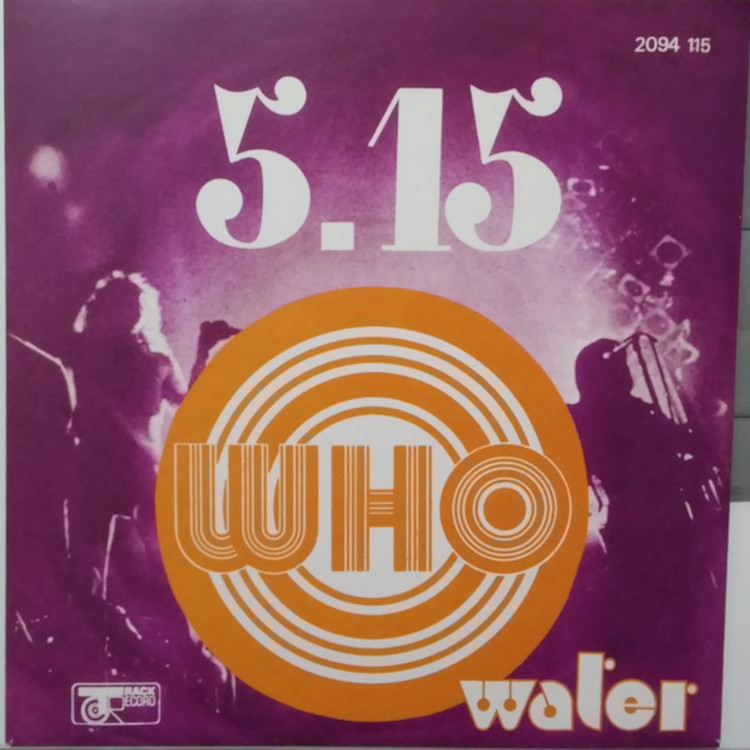 2094 115
5.15
WHO
water
TRACK
RECORD